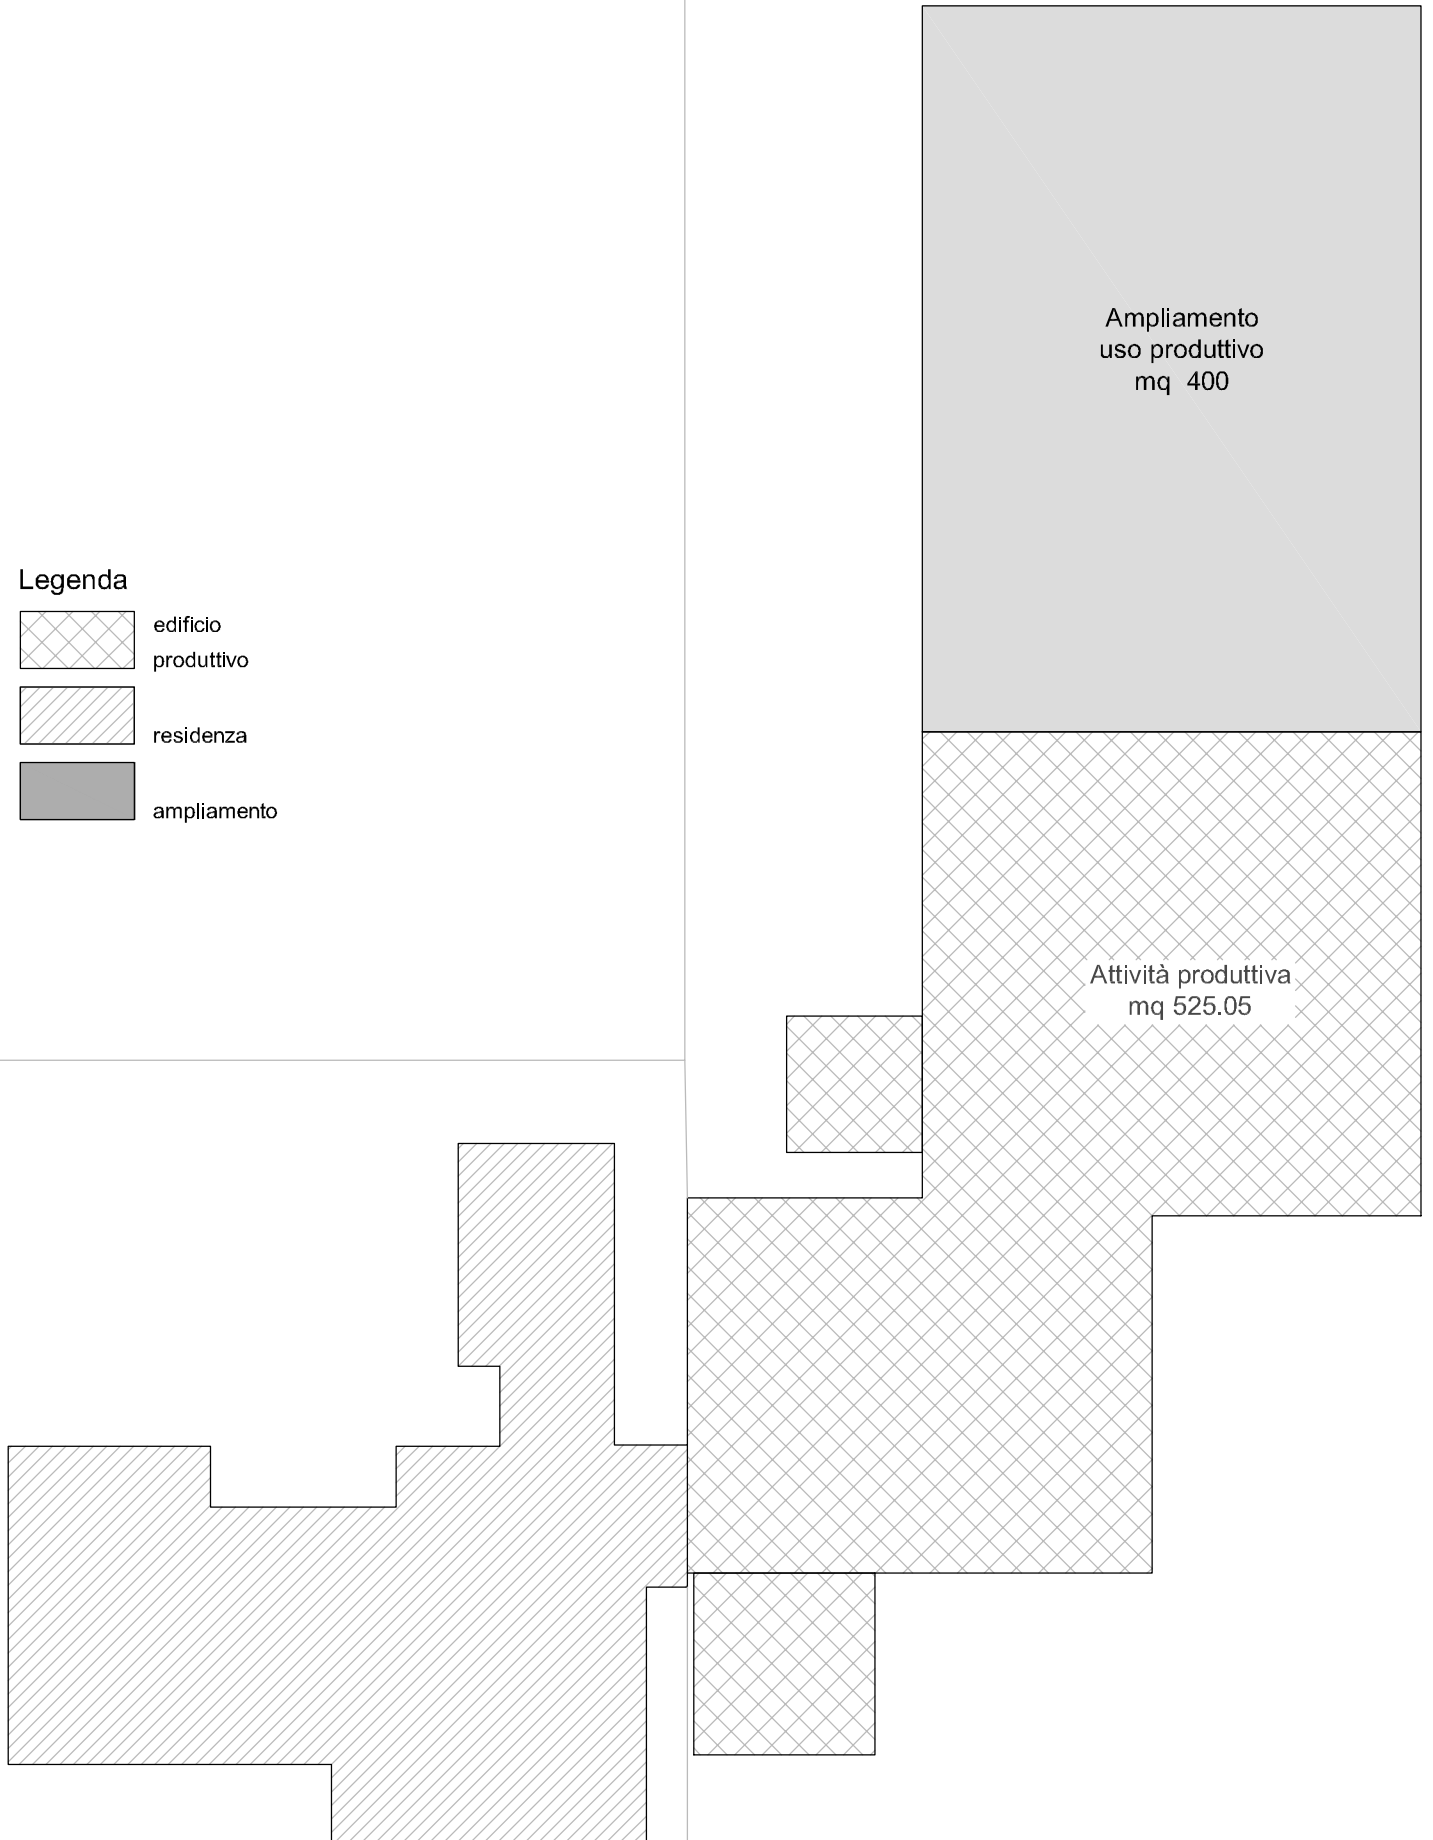 Ampliamento
uso produttivo
mq 400
Legenda
edificio
produttivo
residenza
ampliamento
Attività produttiva
mq 525.05